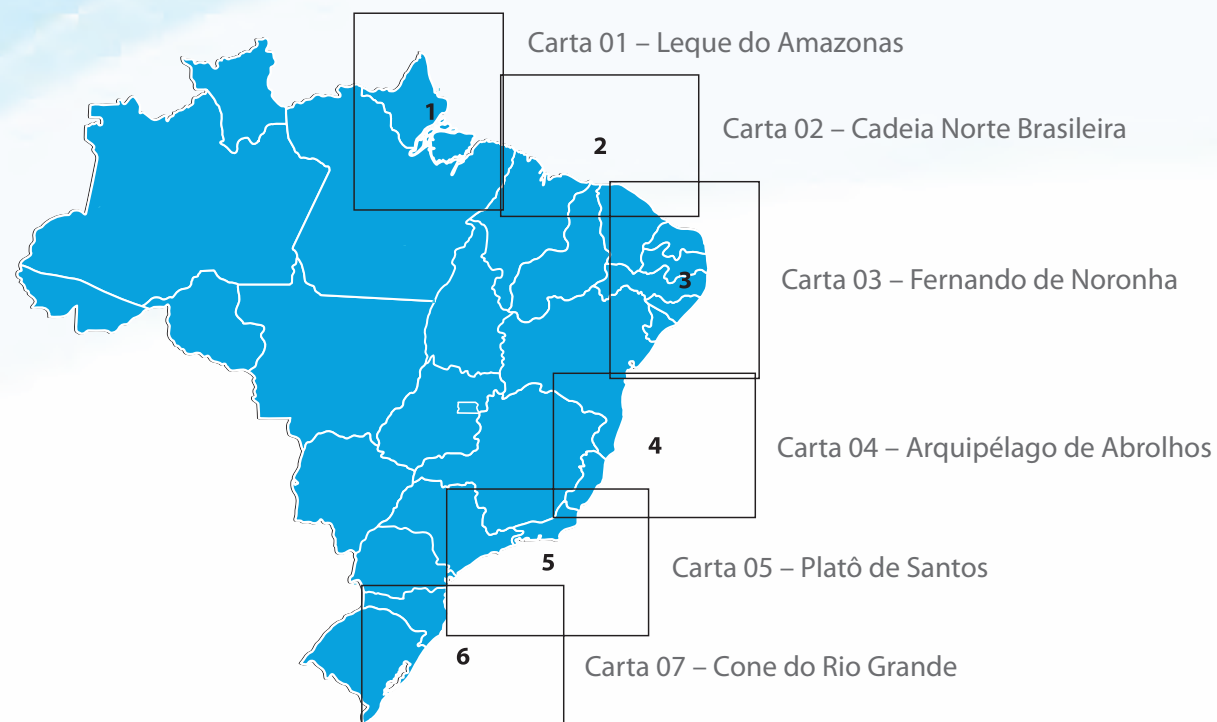 Carta 01 – Leque do Amazonas
1
2
Carta 02 – Cadeia Norte Brasileira
3
Carta 03 – Fernando de Noronha
4
Carta 04 – Arquipélago de Abrolhos
5
Carta 05 – Platô de Santos
6
Carta 07 – Cone do Rio Grande